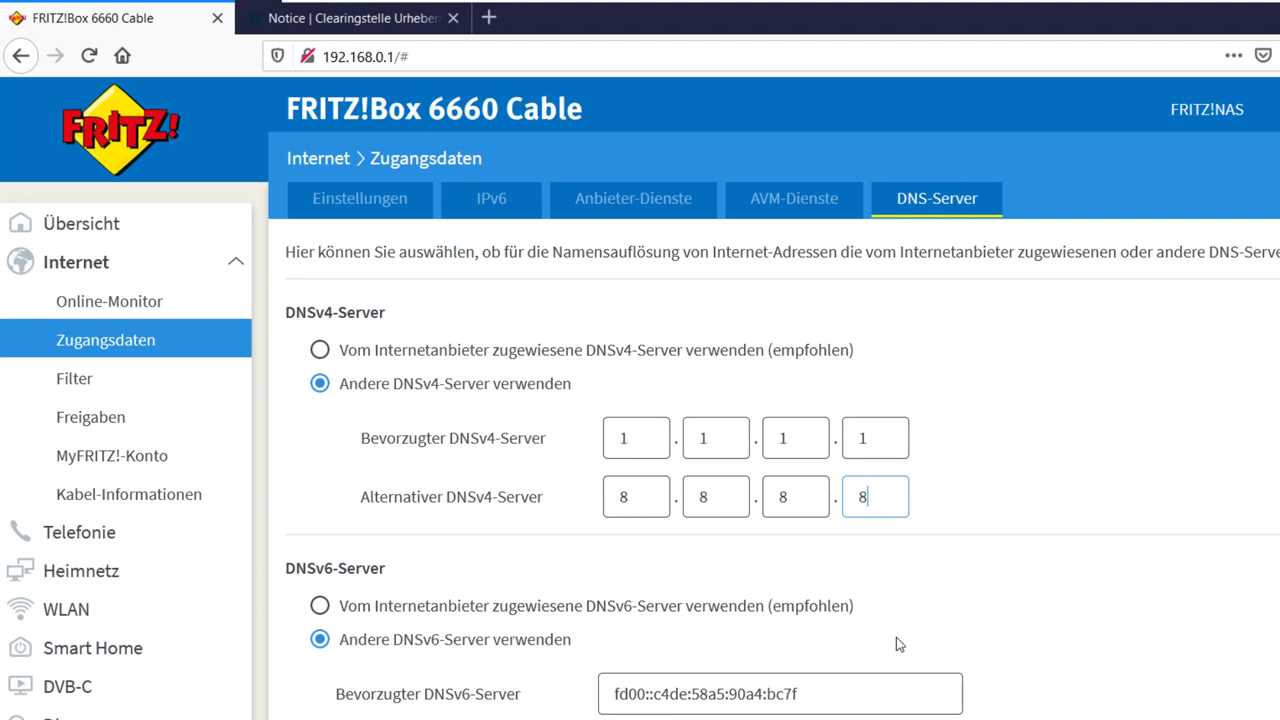 FRITZ!Box 6660 Cable
Notice | Clearingstelle Urheber
192.168.0.1/#
FRITZ!
FRITZ!Box 6660 Cable
FRITZ!NAS
Internet > Zugangsdaten
Einstellungen
IPv6
Anbieter-Dienste
AVM-Dienste
DNS-Server
Übersicht
Internet
Online-Monitor
Zugangsdaten
Filter
Freigaben
MyFRITZ!-Konto
Kabel-Informationen
Telefonie
Heimnetz
WLAN
Smart Home
DVB-C
Hier können Sie auswählen, ob für die Namensauflösung von Internet-Adressen die vom Internetanbieter zugewiesenen oder andere DNS-Serve
DNSv4-Server
Vom Internetanbieter zugewiesene DNSv4-Server verwenden (empfohlen)
Andere DNSv4-Server verwenden
Bevorzugter DNSv4-Server 1 . 1 . 1 . 1
Alternativer DNSv4-Server 8 . 8 . 8 . 8
DNSv6-Server
Vom Internetanbieter zugewiesene DNSv6-Server verwenden (empfohlen)
Andere DNSv6-Server verwenden
Bevorzugter DNSv6-Server fd00::c4de:58a5:90a4:bc7f